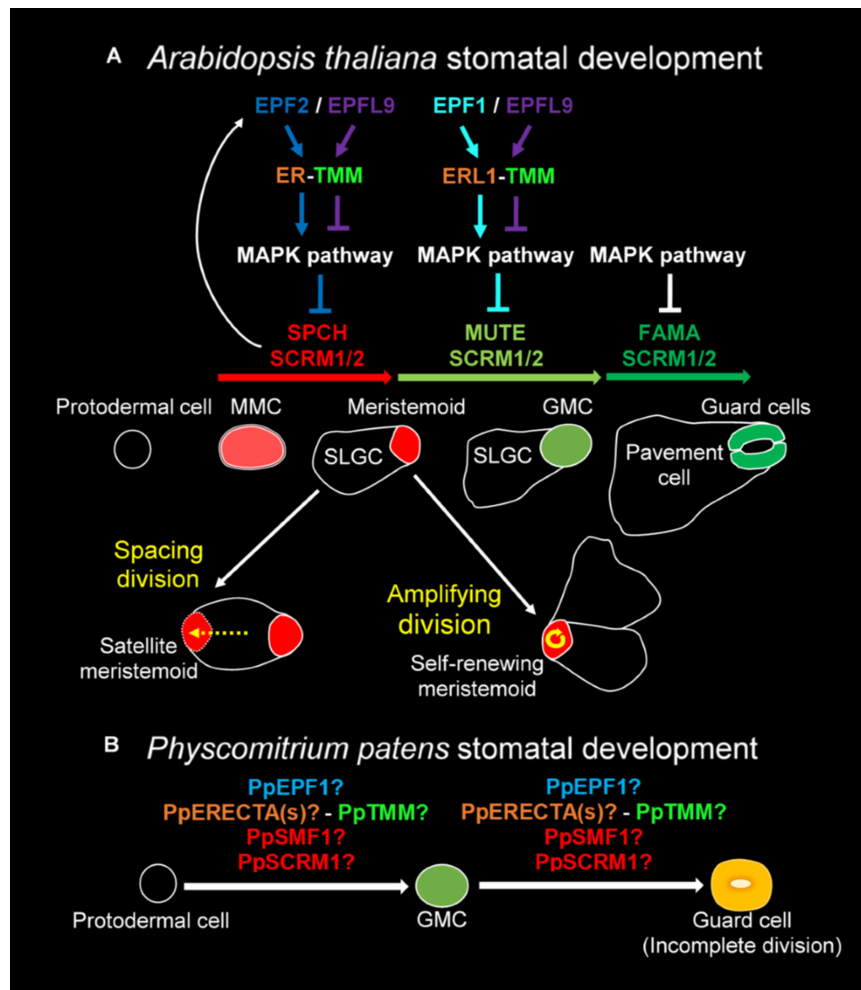 A Arabidopsis thaliana stomatal development
EPF2 / EPFL9
EPF1 / EPFL9
ER-TMM
ERL1-TMM
MAPK pathway
MAPK pathway
MAPK pathway
SPCH
SCRM1/2
MUTE
SCRM1/2
FAMA
SCRM1/2
Protodermal cell
MMC
Meristemoid
GMC
Guard cells
SLGC
SLGC
Pavement
cell
Spacing
division
Satellite
meristemoid
Amplifying
division
Self-renewing
meristemoid
B Physcomitrium patens stomatal development
PpEPF1?
PpERECTA(s)? - PpTMM?
PpSMF1?
PpSCRM1?
PpEPF1?
PpERECTA(s)? - PpTMM?
PpSMF1?
PpSCRM1?
Protodermal cell
GMC
Guard cell
(Incomplete division)